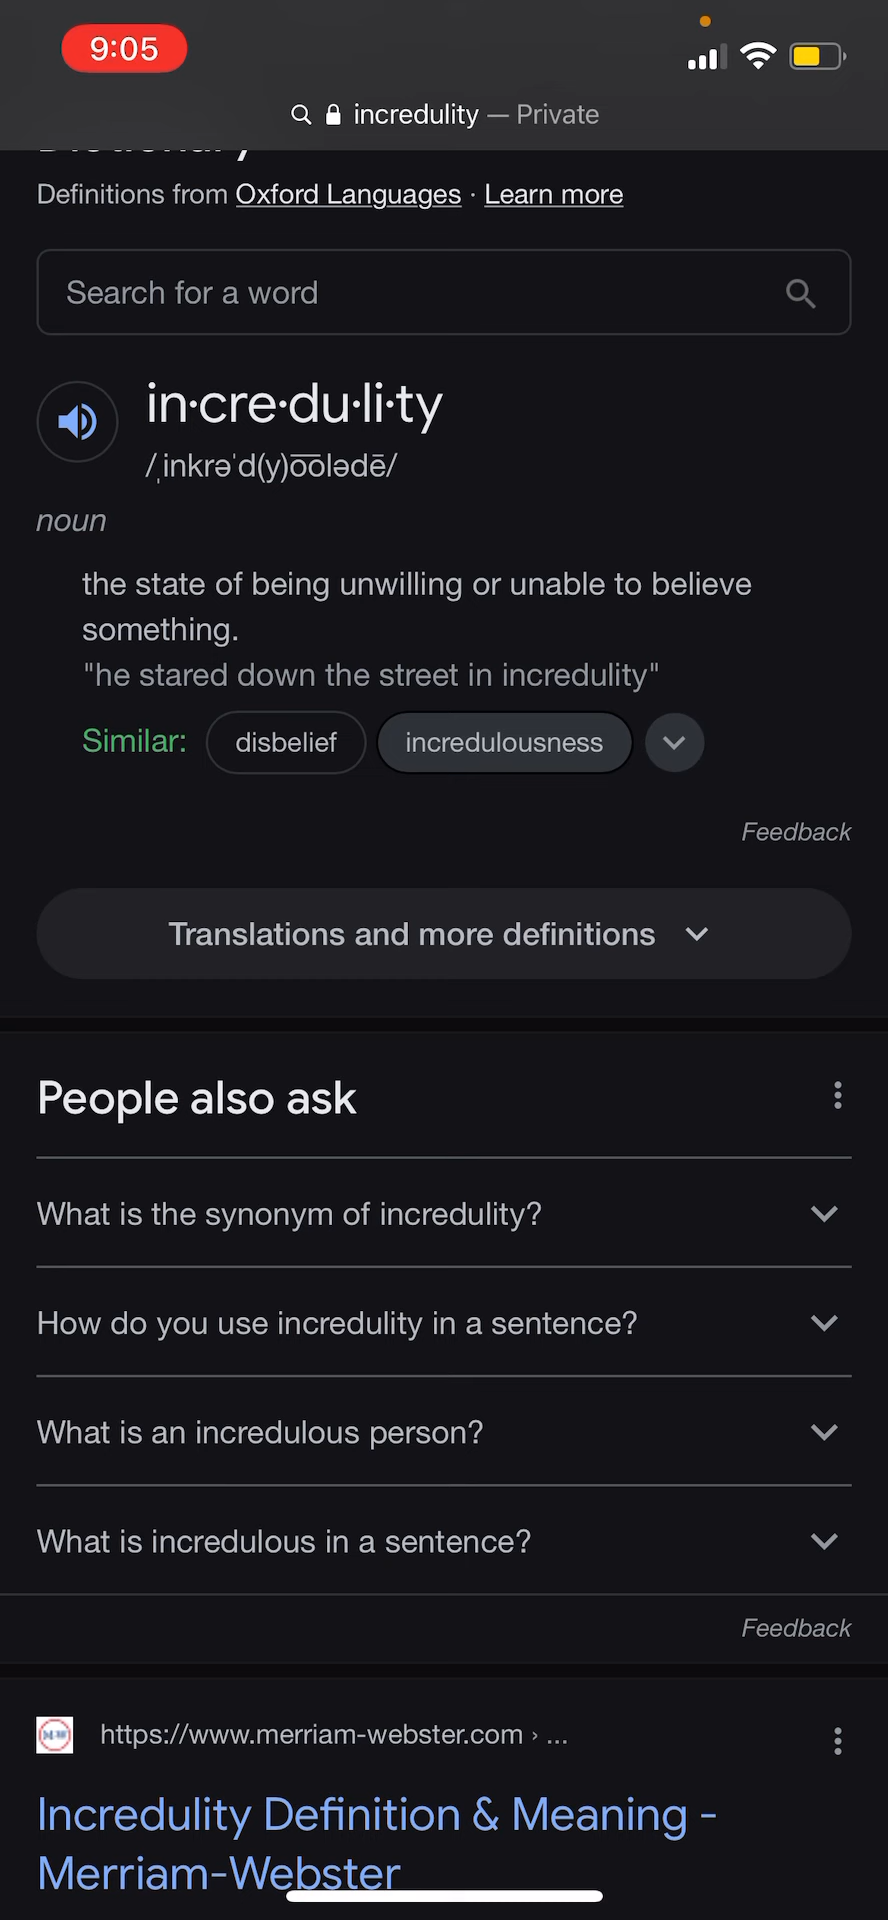 9:05
incredulity — Private
Dictionary
Definitions from Oxford Languages · Learn more
Search for a word
in·cre·du·li·ty
/ˌinkrəˈd(y)o͞olədē/
noun
the state of being unwilling or unable to believe
something.
"he stared down the street in incredulity"
Similar: disbelief incredulousness
Feedback
Translations and more definitions
People also ask
What is the synonym of incredulity?
How do you use incredulity in a sentence?
What is an incredulous person?
What is incredulous in a sentence?
Feedback
https://www.merriam-webster.com › ...
Incredulity Definition & Meaning -
Merriam-Webster